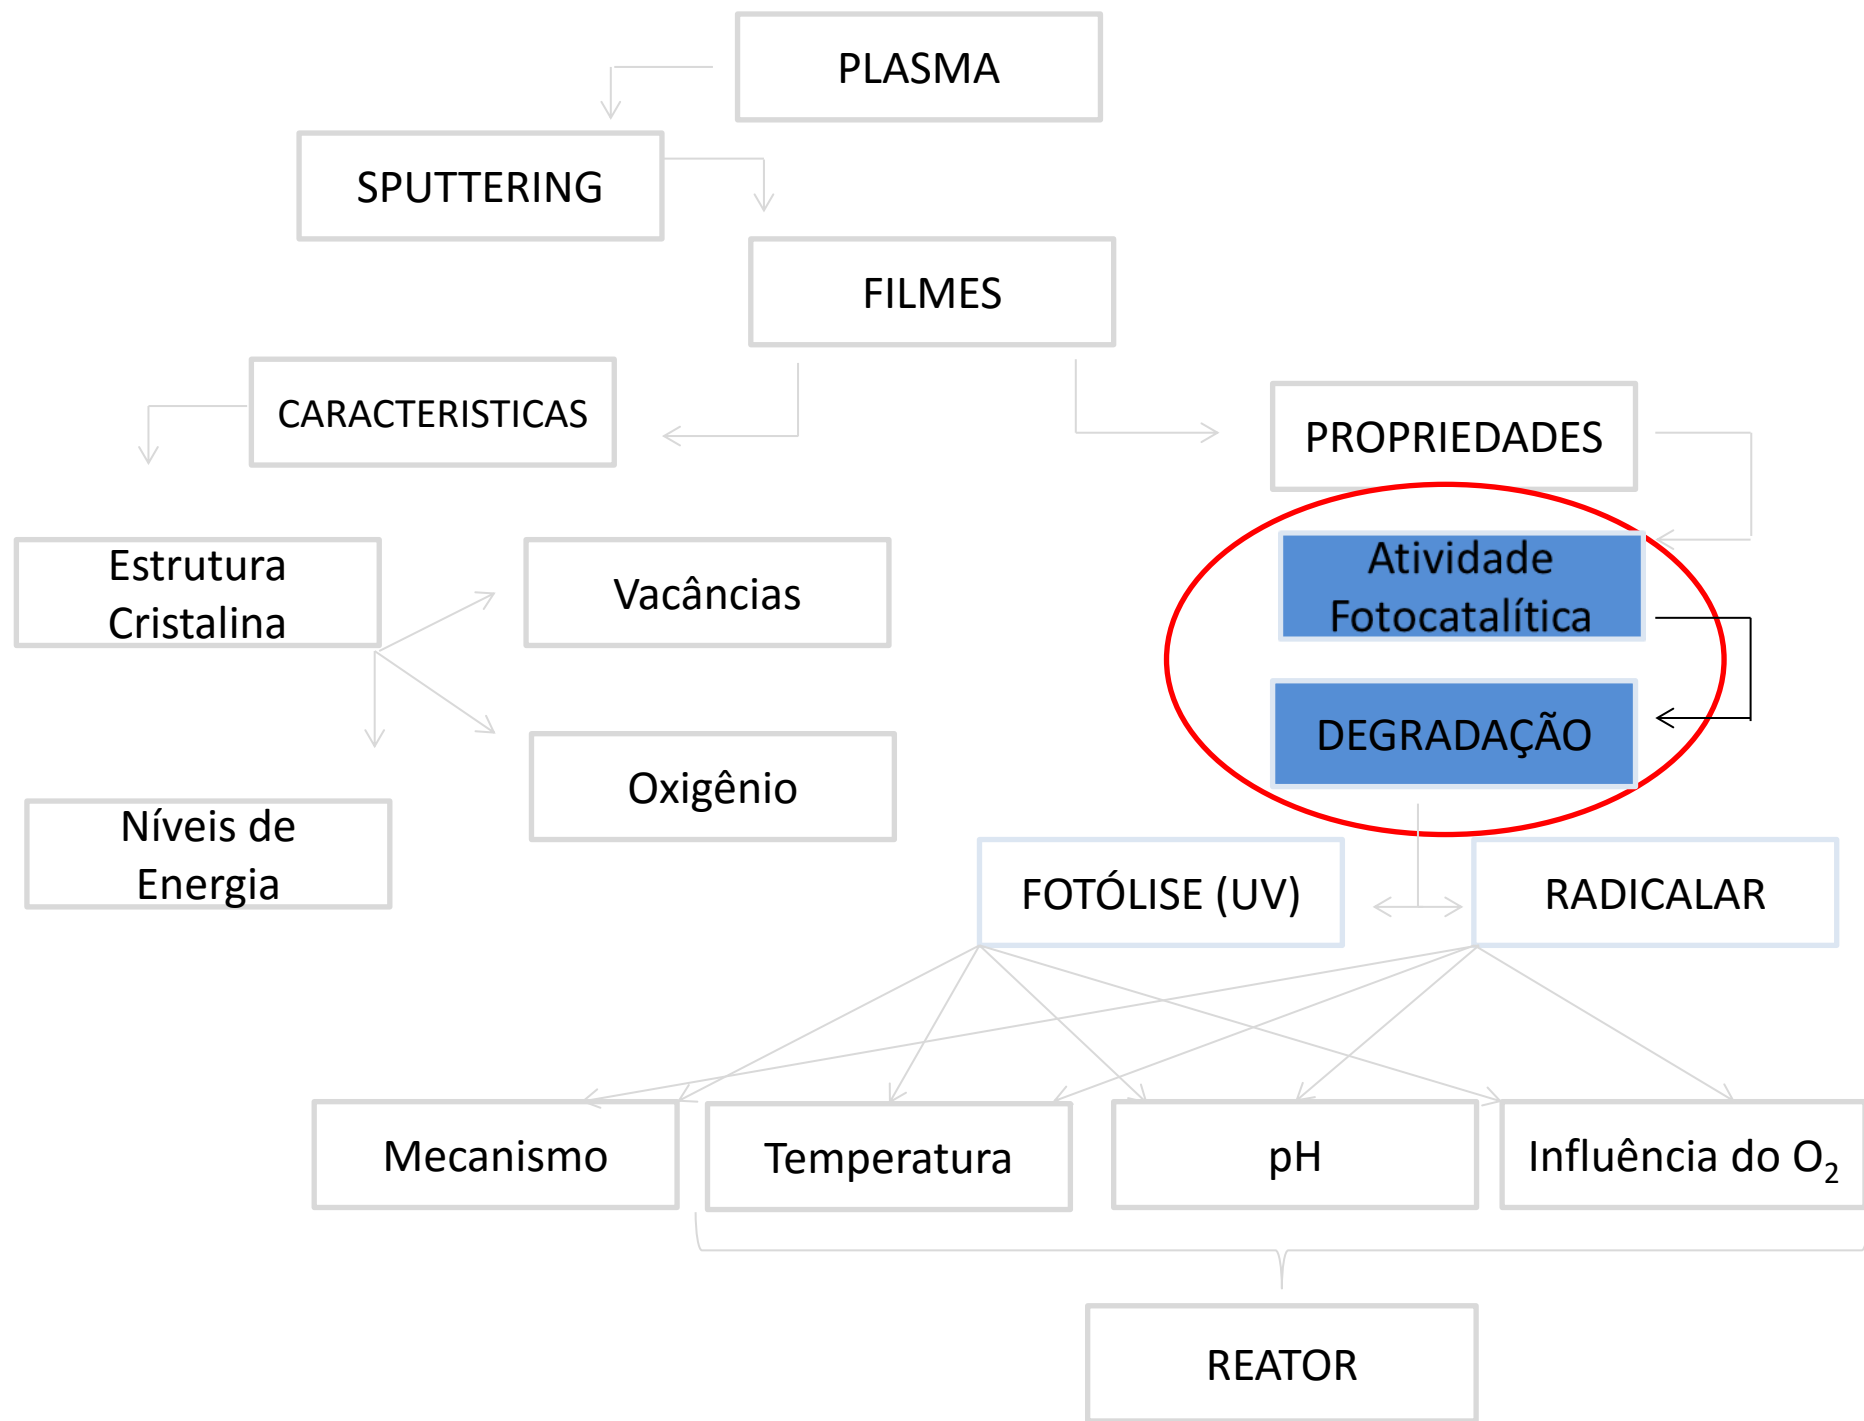 PLASMA
SPUTTERING
FILMES
CARACTERISTICAS
PROPRIEDADES
Estrutura
Cristalina
Vacâncias
Atividade
Fotocatalítica
DEGRADAÇÃO
Oxigênio
Níveis de
Energia
FOTÓLISE (UV)
RADICALAR
Mecanismo
Temperatura
pH
Influência do O₂
REATOR